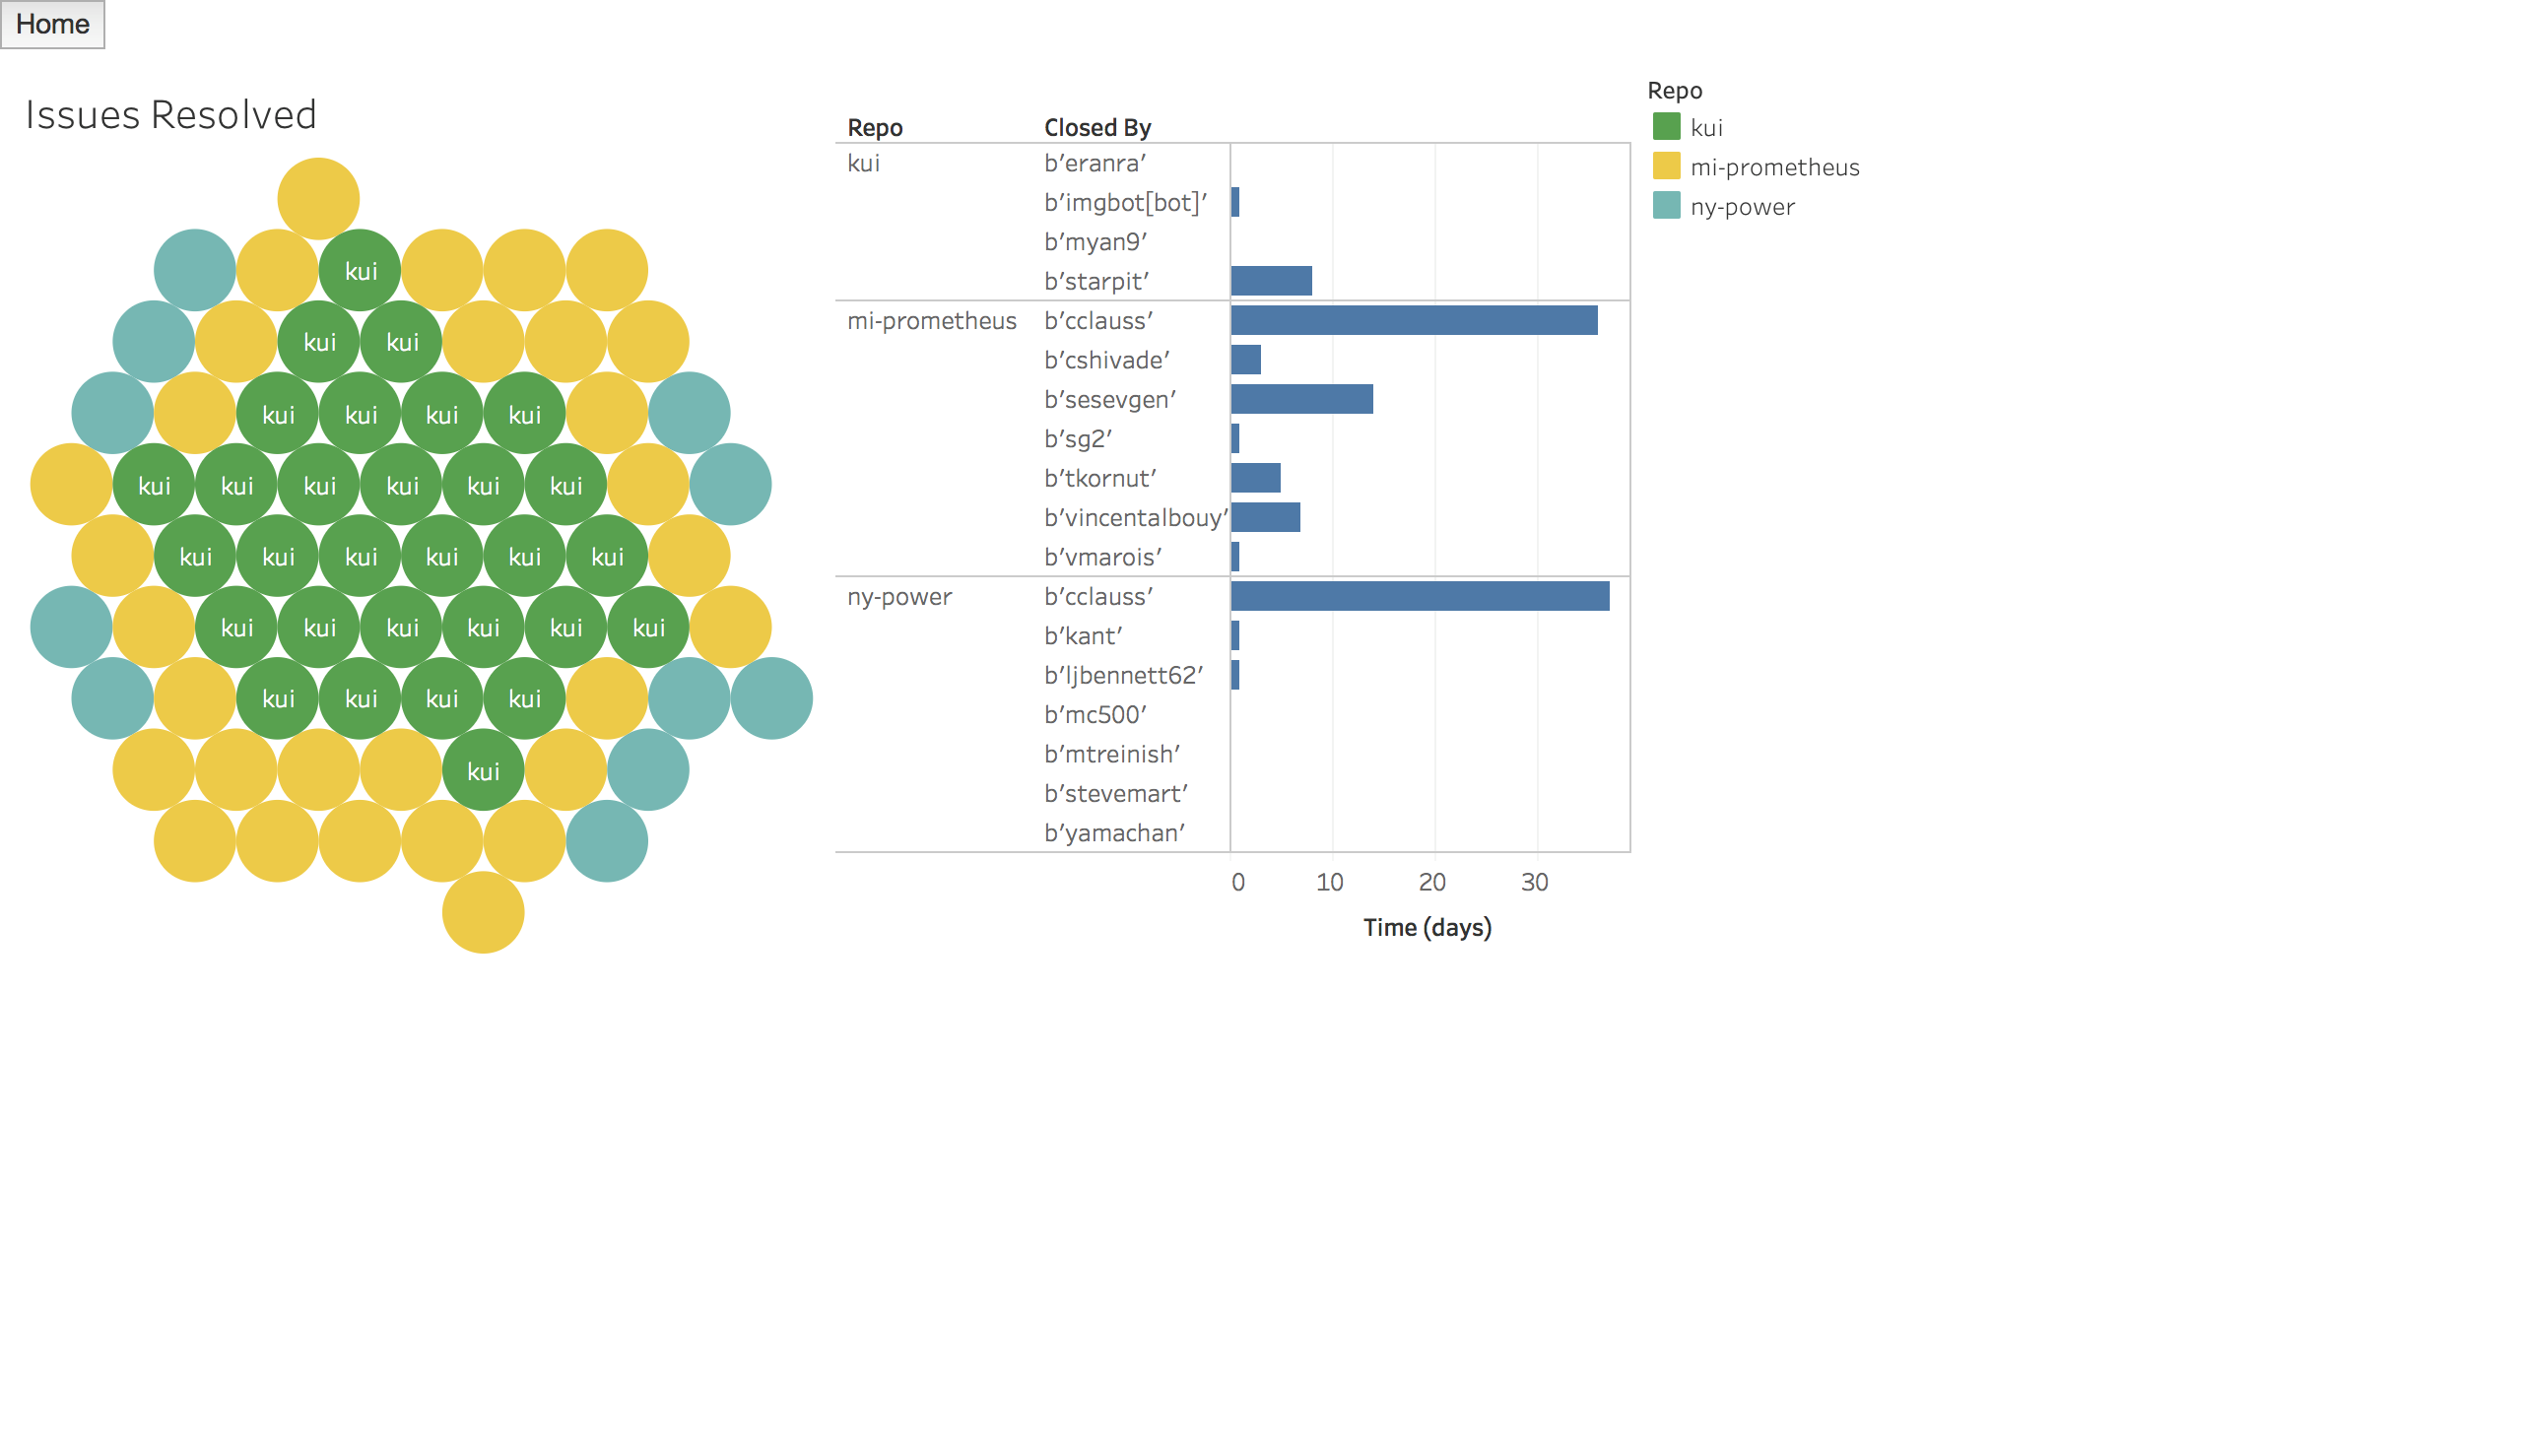 Home
Issues Resolved
kui
kui kui
kui kui kui kui
kui kui kui kui kui kui
kui kui kui kui kui kui
kui kui kui kui kui kui
kui kui kui kui
kui
Repo Closed By
kui b'eranra'
b'imgbot[bot]'
b'myan9'
b'starpit'
mi-prometheus b'cclauss'
b'cshivade'
b'sesevgen'
b'sg2'
b'tkornut'
b'vincentalbouy'
b'vmarois'
ny-power b'cclauss'
b'kant'
b'ljbennett62'
b'mc500'
b'mtreinish'
b'stevemart'
b'yamachan'
0 10 20 30
Time (days)
Repo
kui
mi-prometheus
ny-power